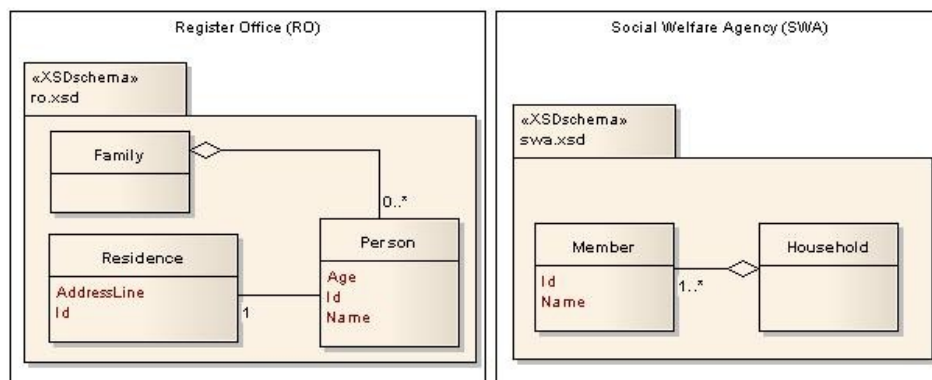 Register Office (RO)
«XSDschema»
ro.xsd
Family
0..*
Residence
AddressLine
Id
1
Person
Age
Id
Name
Social Welfare Agency (SWA)
«XSDschema»
swa.xsd
Member
Id
Name
1..*
Household